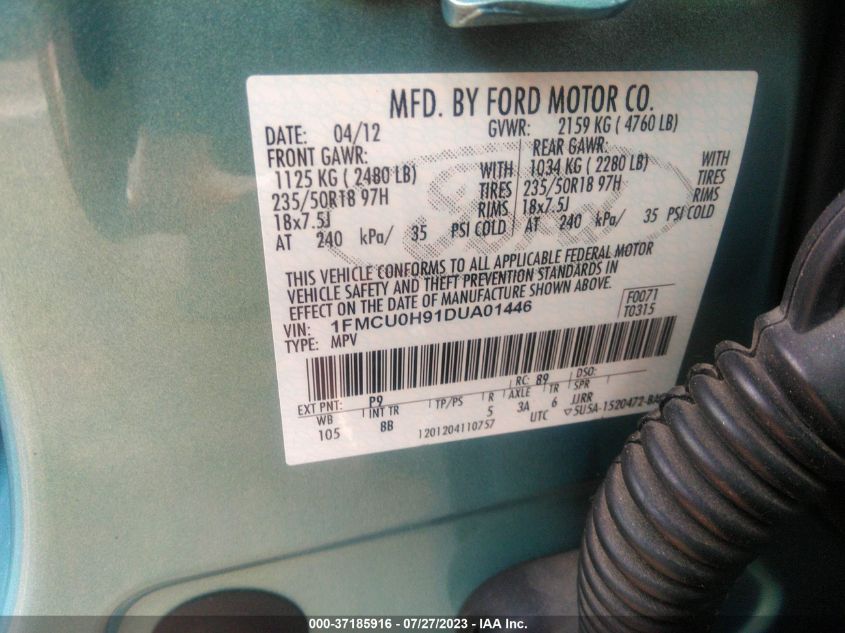 MFD. BY FORD MOTOR CO.
DATE: 04/12 GVWR: 2159 KG ( 4760 LB)
FRONT GAWR: REAR GAWR:
1125 KG ( 2480 LB) WITH 1034 KG ( 2280 LB) WITH
235/50R18 97H TIRES 235/50R18 97H TIRES
18x7.5J RIMS 18x7.5J RIMS
AT 240 kPa/ 35 PSI COLD AT 240 kPa/ 35 PSI COLD
THIS VEHICLE CONFORMS TO ALL APPLICABLE FEDERAL MOTOR
VEHICLE SAFETY AND THEFT PREVENTION STANDARDS IN
EFFECT ON THE DATE OF MANUFACTURE SHOWN ABOVE.
VIN: 1FMCU0H91DUA01446 F0071
TYPE: MPV T0315
EXT PNT: P9 RC: 89 DSO:
WB INT TR TP/PS R AXLE TR SPR
105 8B 5 3A 6 JJRR
1201204110757 UTC ▽5U5A-1520472-
000-37185916 - 07/27/2023 - IAA Inc.